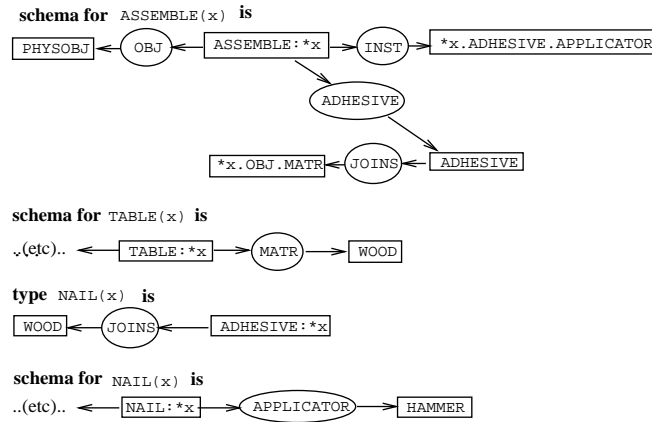 schema for ASSEMBLE(x) is
PHYSOBJ OBJ ASSEMBLE:*x INST *x.ADHESIVE.APPLICATOR
ADHESIVE
*x.OBJ.MATR JOINS ADHESIVE
schema for TABLE(x) is
..(etc).. TABLE:*x MATR WOOD
type NAIL(x) is
WOOD JOINS ADHESIVE:*x
schema for NAIL(x) is
..(etc).. NAIL:*x APPLICATOR HAMMER